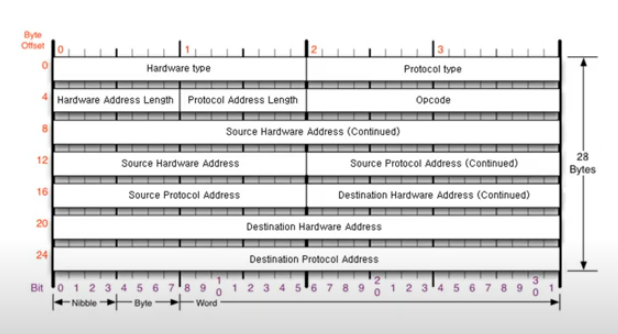 Byte
Offset
0 1 2 3
0 Hardware type Protocol type
4 Hardware Address Length Protocol Address Length Opcode
8 Source Hardware Address (Continued)
12 Source Hardware Address Source Protocol Address (Continued)
16 Source Protocol Address Destination Hardware Address (Continued)
20 Destination Hardware Address
24 Destination Protocol Address
28
Bytes
Bit 0 1 2 3 4 5 6 7 8 9 1 0 1 2 3 4 5 6 7 8 9 2 0 1 2 3 4 5 6 7 8 9 3 0 1
Nibble Byte Word